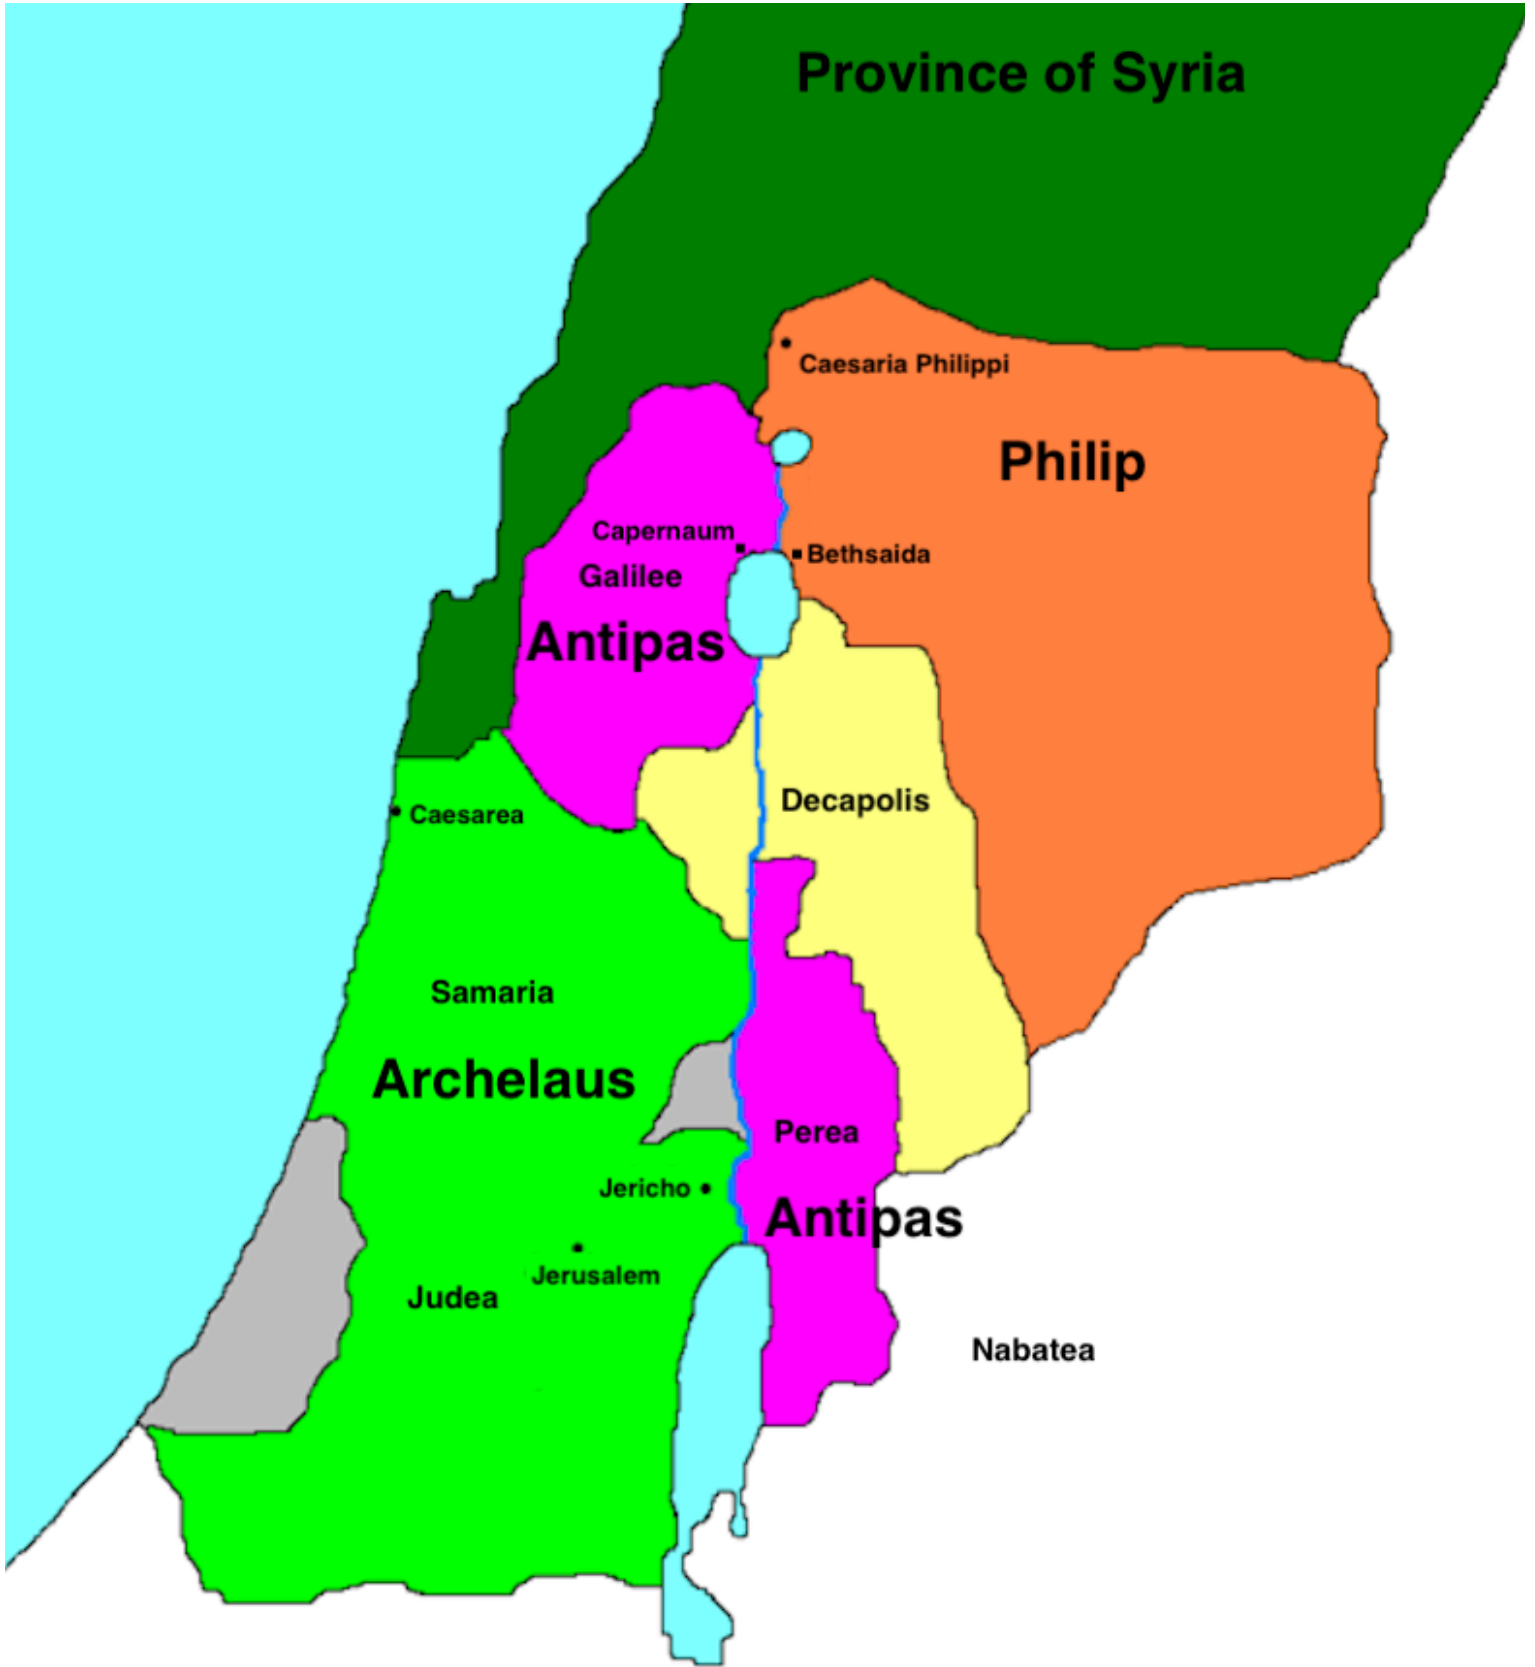 Province of Syria
Caesaria Philippi
Philip
Capernaum
Bethsaida
Galilee
Antipas
Decapolis
Caesarea
Samaria
Archelaus
Perea
Jericho
Antipas
Jerusalem
Judea
Nabatea